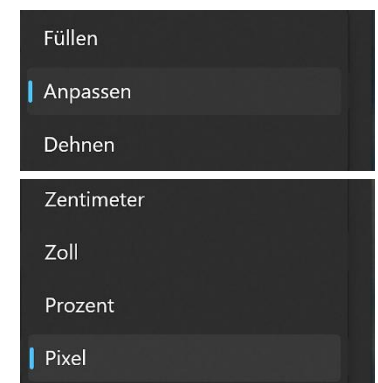 Füllen
Anpassen
Dehnen
Zentimeter
Zoll
Prozent
Pixel